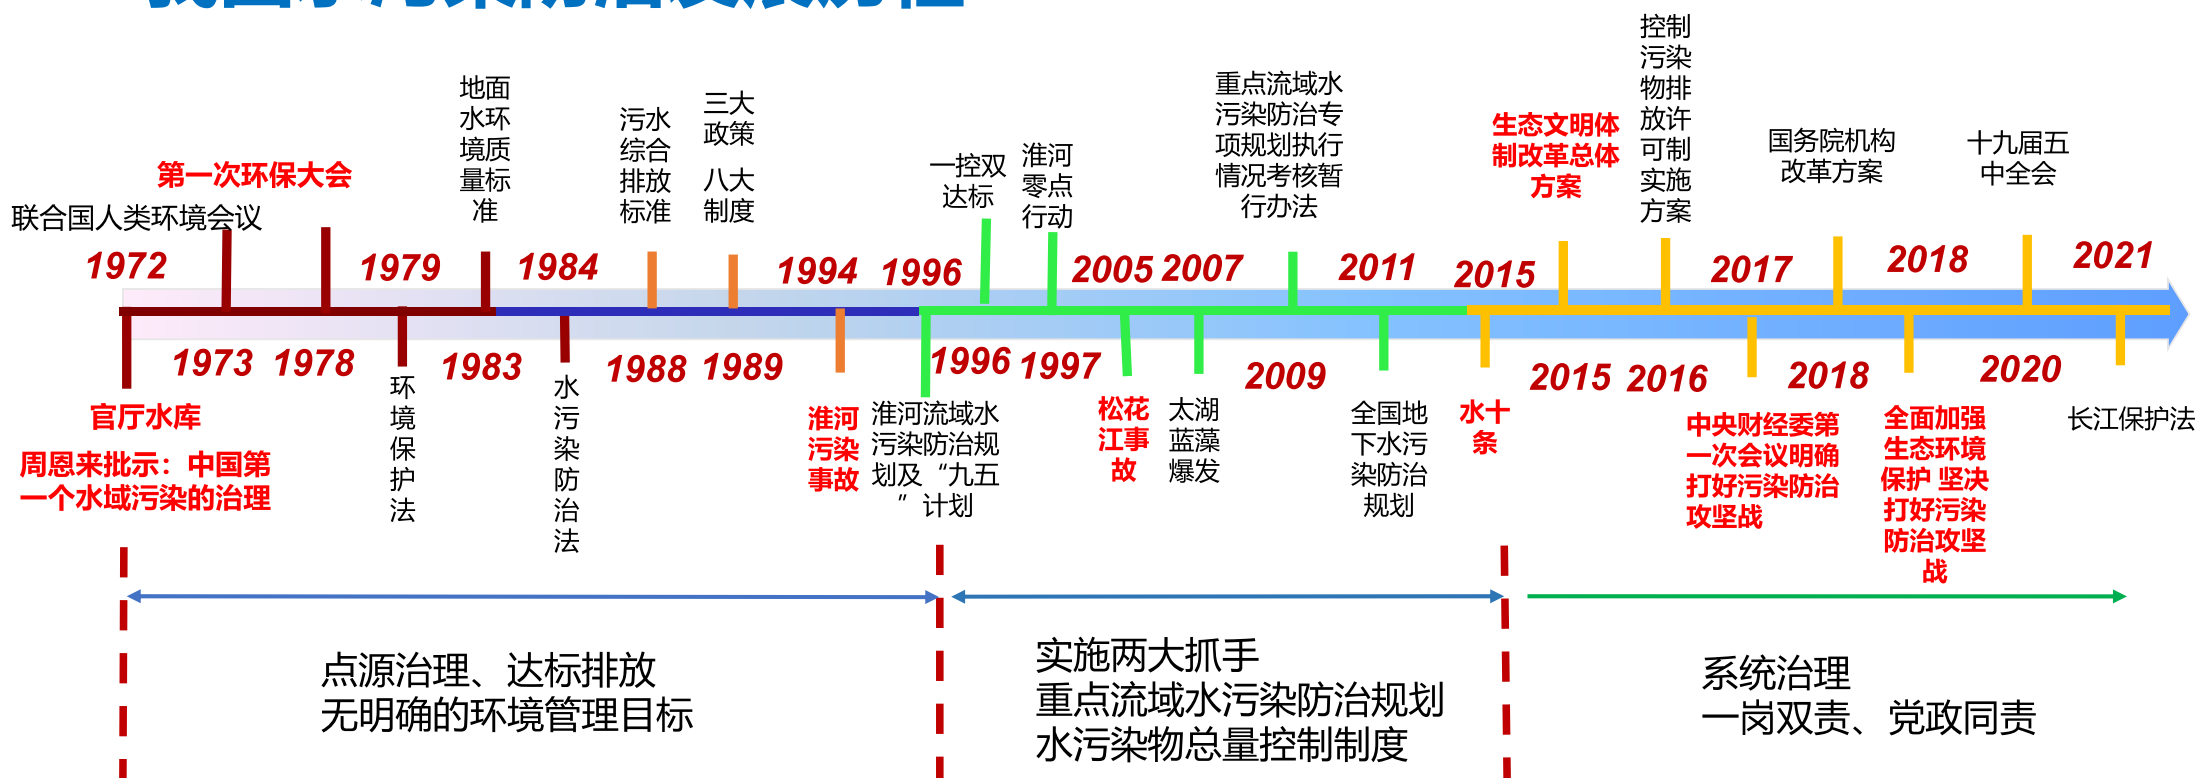 我国水污染防治发展历程
控制
污染
物排
放许
可制
实施
方案
地面
水环
境质
量标
准
污水
综合
排放
标准
三大
政策
八大
制度
重点流域水
污染防治专
项规划执行
情况考核暂
行办法
生态文明体
制改革总体
方案
国务院机构
改革方案
十九届五
中全会
第一次环保大会
一控双
达标
淮河
零点
行动
联合国人类环境会议
1972
1979
1984
1994
1996
2005
2007
2011
2015
2017
2018
2021
1973
1978
1983
1988
1989
1996
1997
2009
2015
2016
2018
2020
官厅水库
周恩来批示：中国第
一个水域污染的治理
环
境
保
护
法
水
污
染
防
治
法
淮河
污染
事故
淮河流域水
污染防治规
划及“九五
”计划
松花
江事
故
太湖
蓝藻
爆发
全国地
下水污
染防治
规划
水十
条
中央财经委第
一次会议明确
打好污染防治
攻坚战
全面加强
生态环境
保护 坚决
打好污染
防治攻坚
战
长江保护法
点源治理、达标排放
无明确的环境管理目标
实施两大抓手
重点流域水污染防治规划
水污染物总量控制制度
系统治理
一岗双责、党政同责